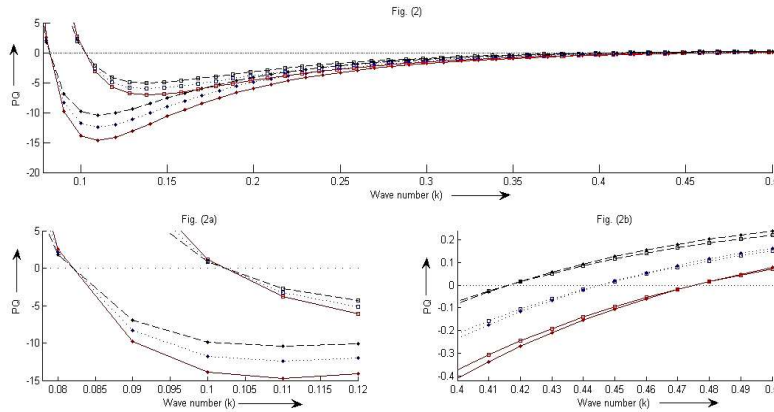 Fig. (2)
5
0
-5
-10
-15
-20
PQ
0.1 0.15 0.2 0.25 0.3 0.35 0.4 0.45 0.5
Wave number (k)
Fig. (2a)
5
0
-5
-10
-15
PQ
0.08 0.085 0.09 0.095 0.10 0.105 0.11 0.115 0.12
Wave number (k)
Fig. (2b)
0.2
0.1
0
-0.1
-0.2
-0.3
-0.4
PQ
0.4 0.41 0.42 0.43 0.44 0.45 0.46 0.47 0.48 0.49
Wave number (k)